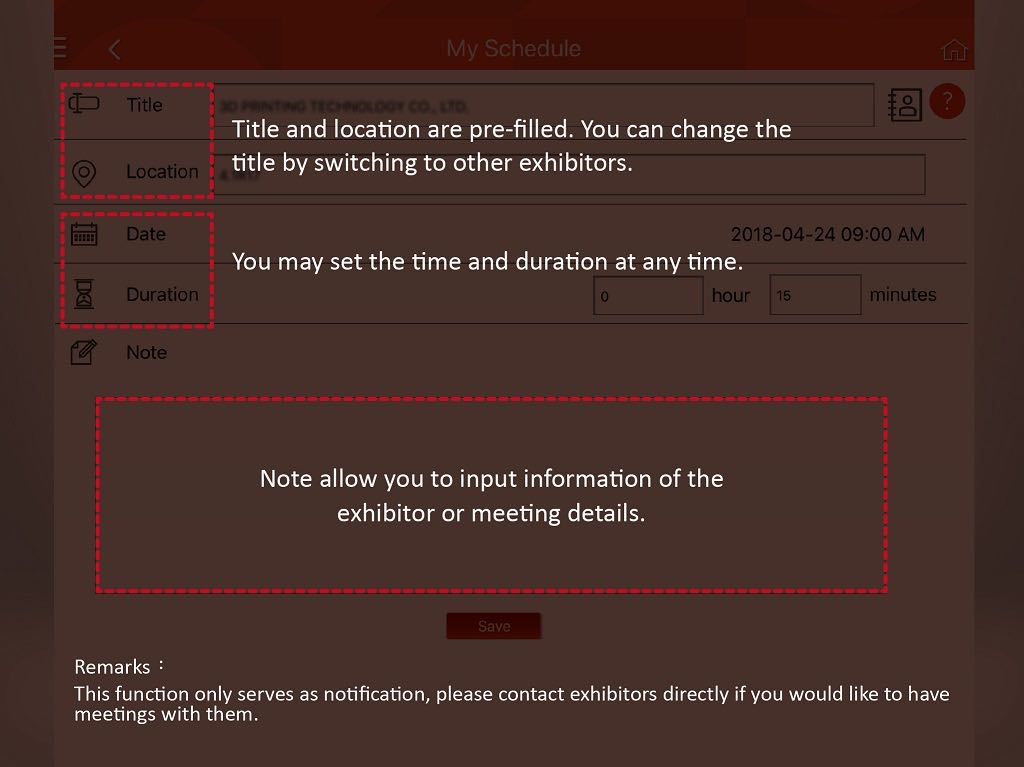 My Schedule
Title
3D PRINTING TECHNOLOGY CO., LTD.
?
Title and location are pre-filled. You can change the
title by switching to other exhibitors.
Location
Date
2018-04-24 09:00 AM
You may set the time and duration at any time.
Duration
0
hour
15
minutes
Note
Note allow you to input information of the
exhibitor or meeting details.
Save
Remarks：
This function only serves as notification, please contact exhibitors directly if you would like to have
meetings with them.